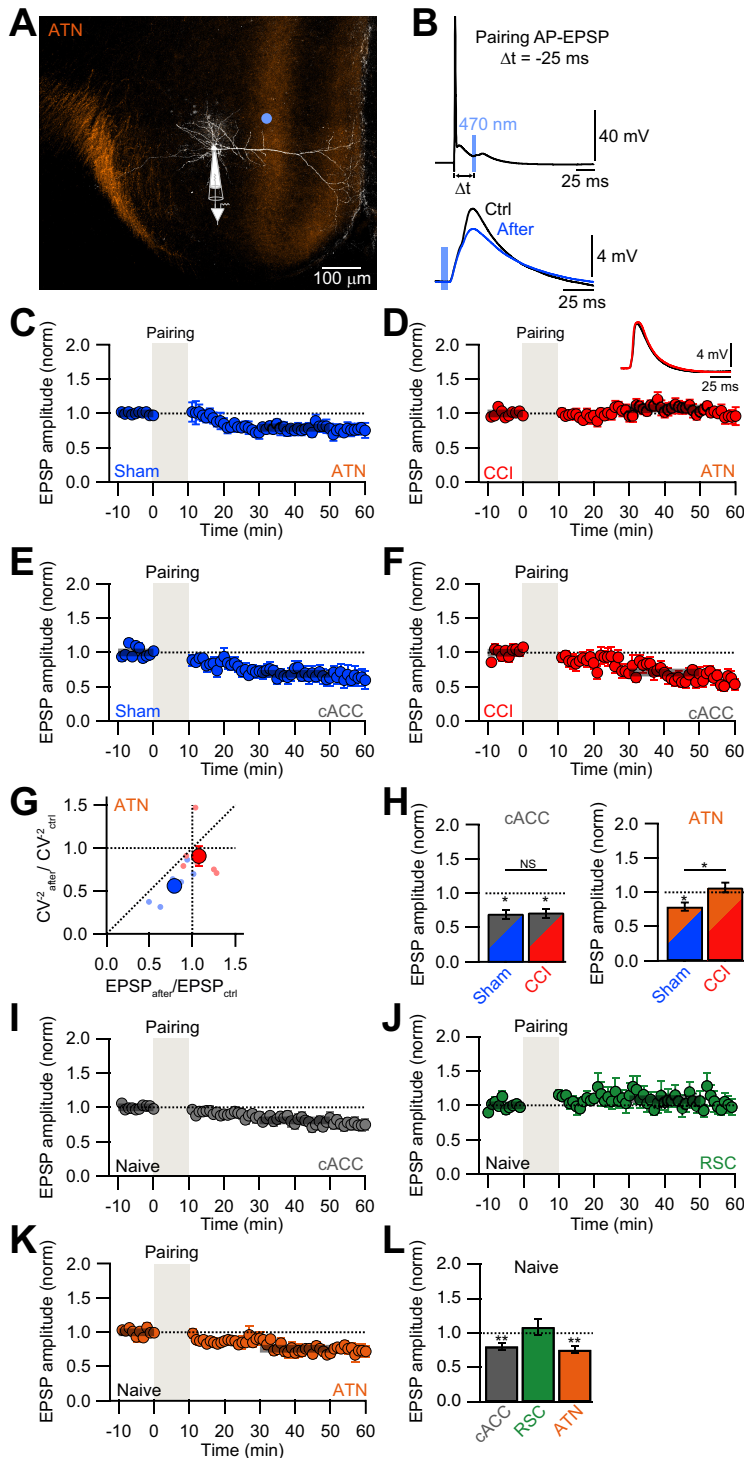 A
ATN
100 μm
B
Pairing AP-EPSP
Δt = -25 ms
470 nm
40 mV
25 ms
Δt
Ctrl
After
4 mV
25 ms
C
Pairing
EPSP amplitude (norm)
2.0
1.5
1.0
0.5
0.0
Sham
ATN
-10 0 10 20 30 40 50 60
Time (min)
D
Pairing
4 mV
25 ms
EPSP amplitude (norm)
2.0
1.5
1.0
0.5
0.0
CCI
ATN
-10 0 10 20 30 40 50 60
Time (min)
E
Pairing
EPSP amplitude (norm)
2.0
1.5
1.0
0.5
0.0
Sham
cACC
-10 0 10 20 30 40 50 60
Time (min)
F
Pairing
EPSP amplitude (norm)
2.0
1.5
1.0
0.5
0.0
CCI
cACC
-10 0 10 20 30 40 50 60
Time (min)
G
ATN
CV-2after/ CV-2ctrl
1.5
1.0
0.5
0.0
0.0 0.5 1.0 1.5
EPSPafter/EPSPctrl
H
cACC
EPSP amplitude (norm)
2.0
1.5
1.0
0.5
0.0
NS
* *
Sham
CCI
ATN
EPSP amplitude (norm)
2.0
1.5
1.0
0.5
0.0
*
*
Sham
CCI
I
Pairing
EPSP amplitude (norm)
2.0
1.5
1.0
0.5
0.0
Naive
cACC
-10 0 10 20 30 40 50 60
Time (min)
J
Pairing
EPSP amplitude (norm)
2.0
1.5
1.0
0.5
0.0
Naive
RSC
-10 0 10 20 30 40 50 60
Time (min)
K
Pairing
EPSP amplitude (norm)
2.0
1.5
1.0
0.5
0.0
Naive
ATN
-10 0 10 20 30 40 50 60
Time (min)
L
Naive
EPSP amplitude (norm)
2.0
1.5
1.0
0.5
0.0
** **
cACC
RSC
ATN